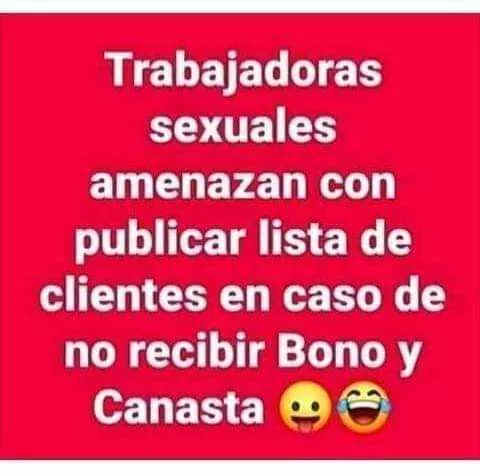 Trabajadoras
sexuales
amenazan con
publicar lista de
clientes en caso de
no recibir Bono y
Canasta 😛😂